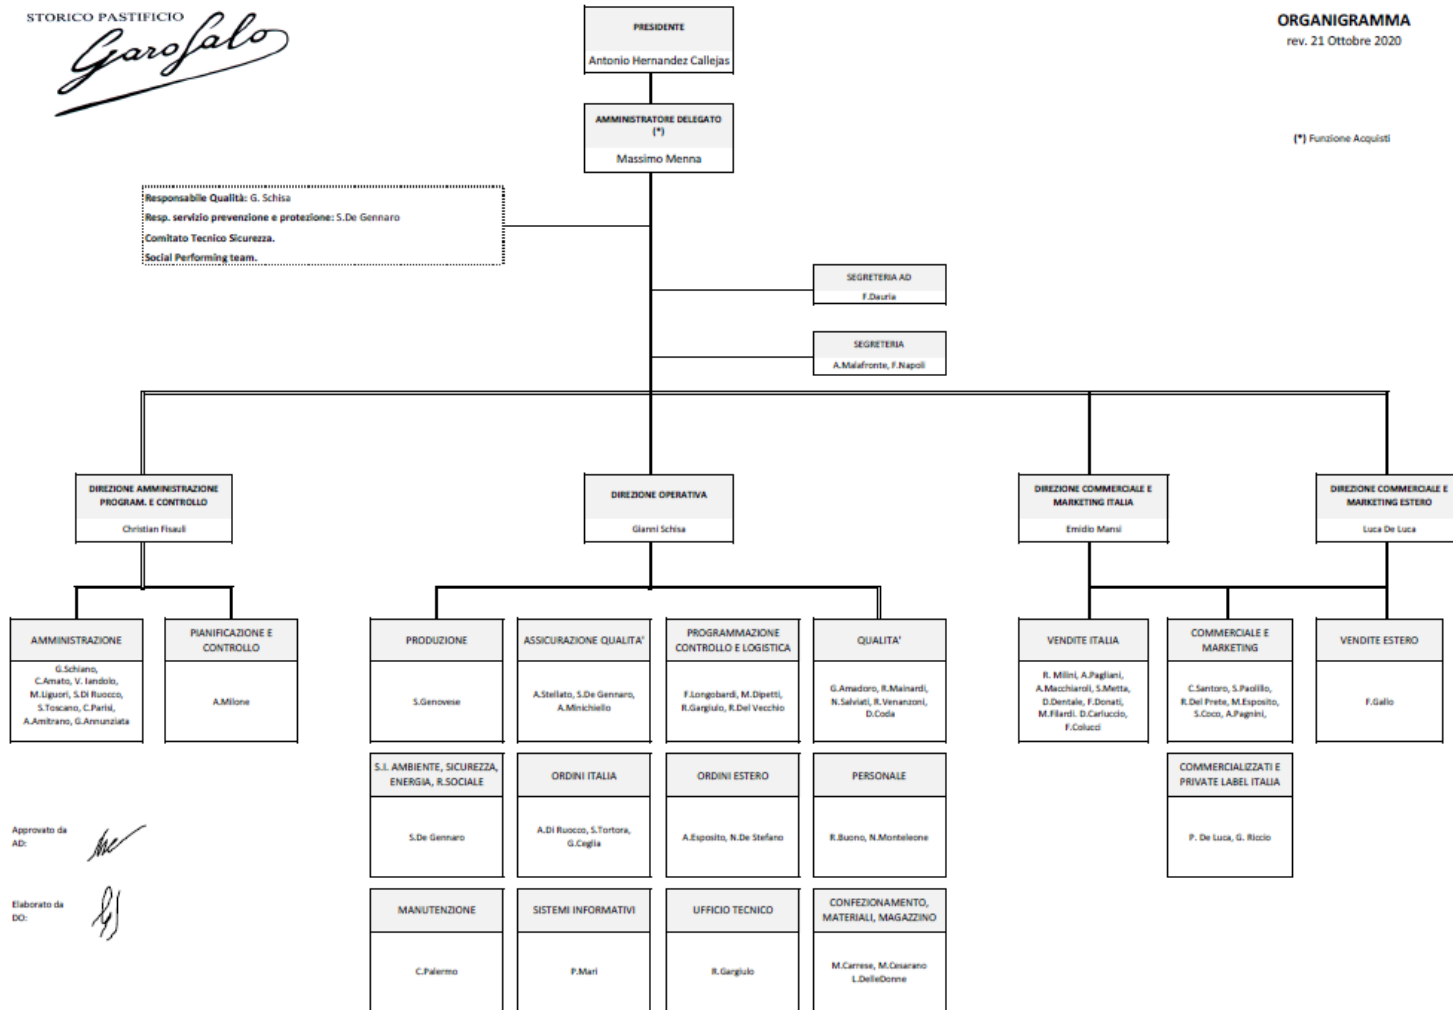 STORICO PASTIFICIO
Garofalo
ORGANIGRAMMA
rev. 21 Ottobre 2020
(*) Funzione Acquisti
PRESIDENTE
Antonio Hernandez Callejas
AMMINISTRATORE DELEGATO
(*)
Massimo Menna
Responsabile Qualità: G. Schisa
Resp. servizio prevenzione e protezione: S.De Gennaro
Comitato Tecnico Sicurezza.
Social Performing team.
SEGRETERIA AD
F.Dauria
SEGRETERIA
A.Malafronte, F.Napoli
DIREZIONE AMMINISTRAZIONE
PROGRAM. E CONTROLLO
Christian Fisauli
DIREZIONE OPERATIVA
Gianni Schisa
DIREZIONE COMMERCIALE E
MARKETING ITALIA
Emidio Mansi
DIREZIONE COMMERCIALE E
MARKETING ESTERO
Luca De Luca
AMMINISTRAZIONE
G.Schiano,
C.Amato, V. Iandolo,
M.Liguori, S.Di Ruocco,
S.Toscano, C.Parisi,
A.Amitrano, G.Annunziata
PIANIFICAZIONE E
CONTROLLO
A.Milone
PRODUZIONE
S.Genovese
ASSICURAZIONE QUALITA'
A.Stellato, S.De Gennaro,
A.Minichiello
PROGRAMMAZIONE
CONTROLLO E LOGISTICA
F.Longobardi, M.Dipetti,
R.Gargiulo, R.Del Vecchio
QUALITA'
G.Amadoro, R.Mainardi,
N.Salviati, R.Venanzoni,
D.Coda
VENDITE ITALIA
R. Milini, A.Pagliani,
A.Macchiaroli, S.Metta,
D.Dentale, F.Donati,
M.Filardi. D.Carluccio,
F.Colucci
COMMERCIALE E
MARKETING
C.Santoro, S.Paolillo,
R.Del Prete, M.Esposito,
S.Coco, A.Pagnini,
VENDITE ESTERO
F.Gallo
S.I. AMBIENTE, SICUREZZA,
ENERGIA, R.SOCIALE
S.De Gennaro
ORDINI ITALIA
A.Di Ruocco, S.Tortora,
G.Ceglia
ORDINI ESTERO
A.Esposito, N.De Stefano
PERSONALE
R.Buono, N.Monteleone
COMMERCIALIZZATI E
PRIVATE LABEL ITALIA
P. De Luca, G. Riccio
Approvato da
AD:
Elaborato da
DO:
MANUTENZIONE
C.Palermo
SISTEMI INFORMATIVI
P.Mari
UFFICIO TECNICO
R.Gargiulo
CONFEZIONAMENTO,
MATERIALI, MAGAZZINO
M.Carrese, M.Cesarano
L.DelleDonne